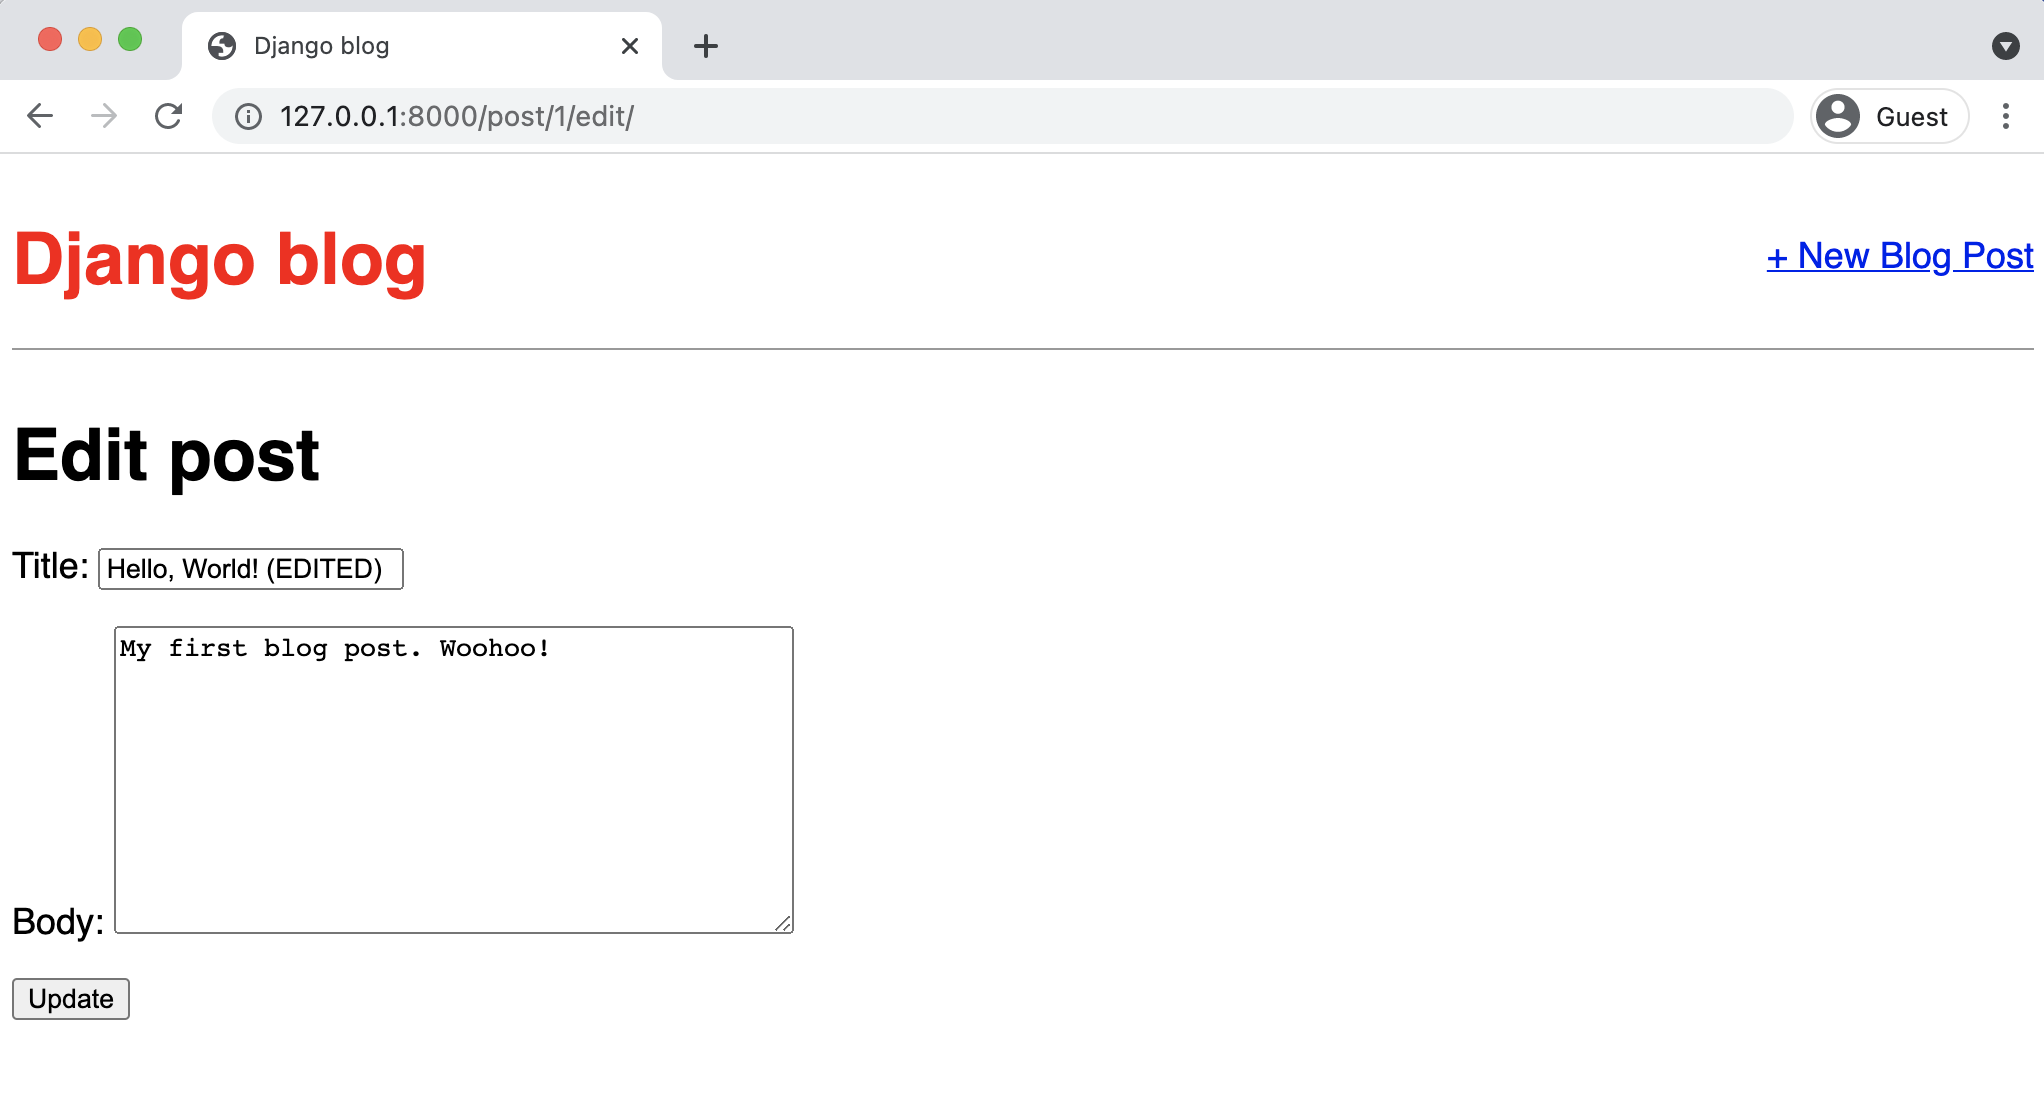 Django blog
127.0.0.1:8000/post/1/edit/
Guest
Django blog
+ New Blog Post
Edit post
Title: Hello, World! (EDITED)
My first blog post. Woohoo!
Body:
Update